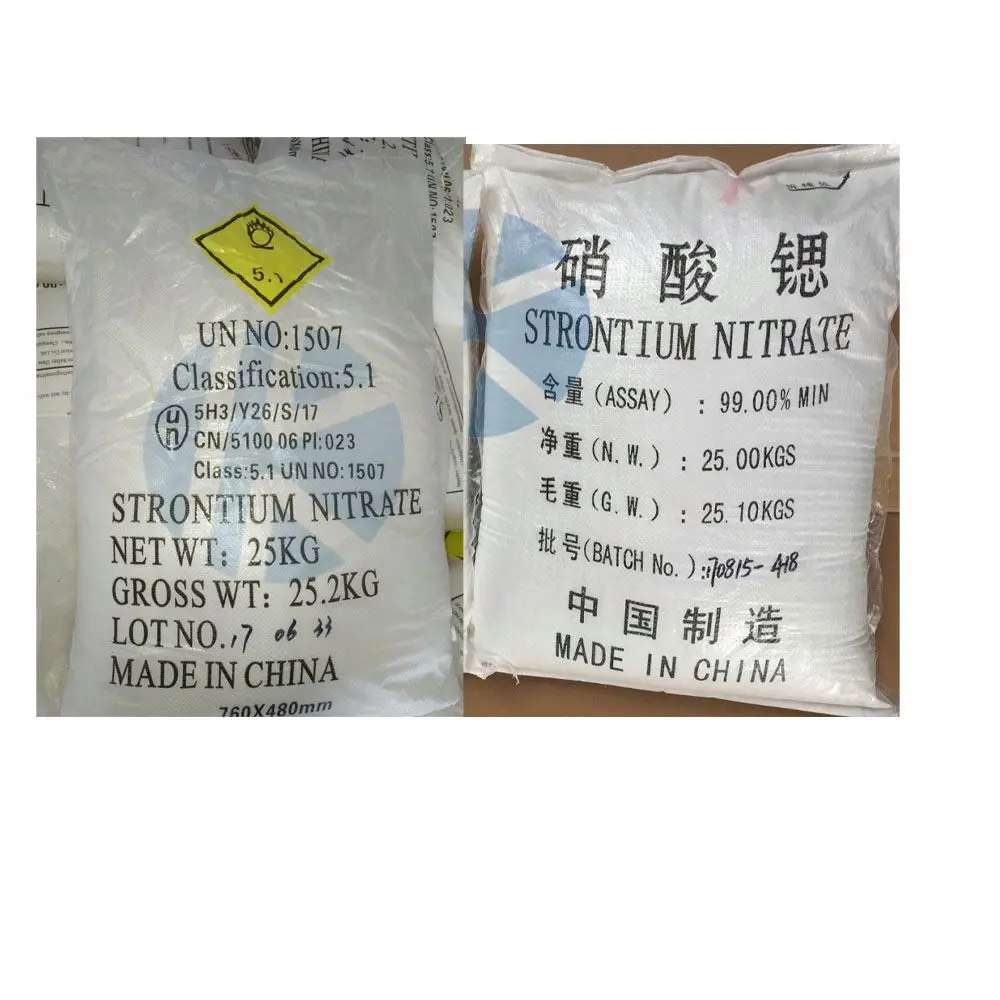 5.1
UN NO:1507
Classification:5.1
un
5H3/Y26/S/17
CN/5100 06 PI:023
Class:5.1 UN NO:1507
STRONTIUM NITRATE
NET WT: 25KG
GROSS WT: 25.2KG
LOT NO.:17 06 33
MADE IN CHINA
760X480mm
硝酸锶
STRONTIUM NITRATE
含量(ASSAY) : 99.00% MIN
净重(N.W.) : 25.00KGS
毛重(G.W.) : 25.10KGS
批号(BATCH No.):170815-418
中国制造
MADE IN CHINA